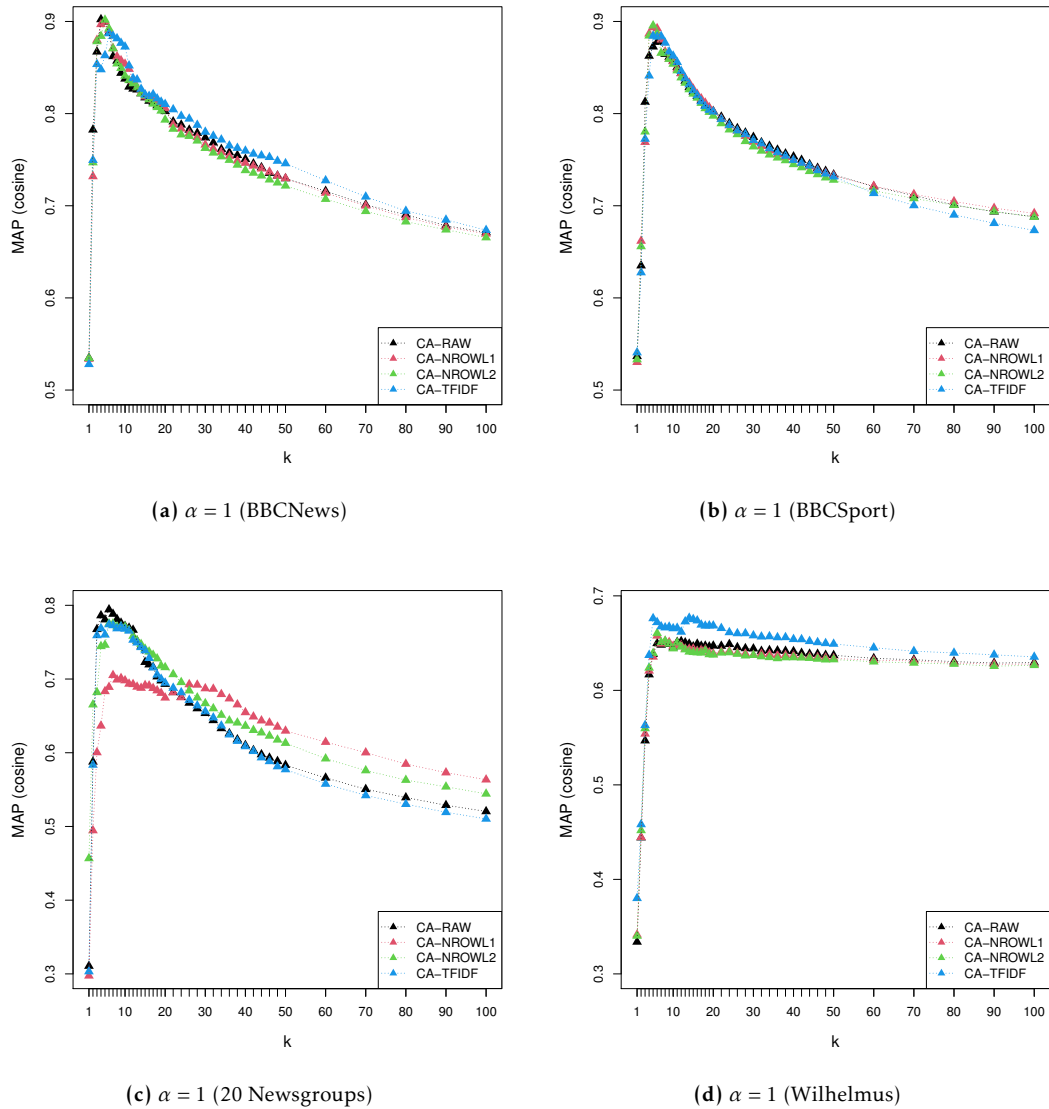 0.9
0.8
0.7
0.6
0.5
MAP (cosine)
1 10 20 30 40 50 60 70 80 90 100
k
CA−RAW
CA−NROWL1
CA−NROWL2
CA−TFIDF
(a) α = 1 (BBCNews)
0.9
0.8
0.7
0.6
0.5
MAP (cosine)
1 10 20 30 40 50 60 70 80 90 100
k
CA−RAW
CA−NROWL1
CA−NROWL2
CA−TFIDF
(b) α = 1 (BBCSport)
0.8
0.7
0.6
0.5
0.4
0.3
MAP (cosine)
1 10 20 30 40 50 60 70 80 90 100
k
CA−RAW
CA−NROWL1
CA−NROWL2
CA−TFIDF
(c) α = 1 (20 Newsgroups)
0.7
0.6
0.5
0.4
0.3
MAP (cosine)
1 10 20 30 40 50 60 70 80 90 100
k
CA−RAW
CA−NROWL1
CA−NROWL2
CA−TFIDF
(d) α = 1 (Wilhelmus)